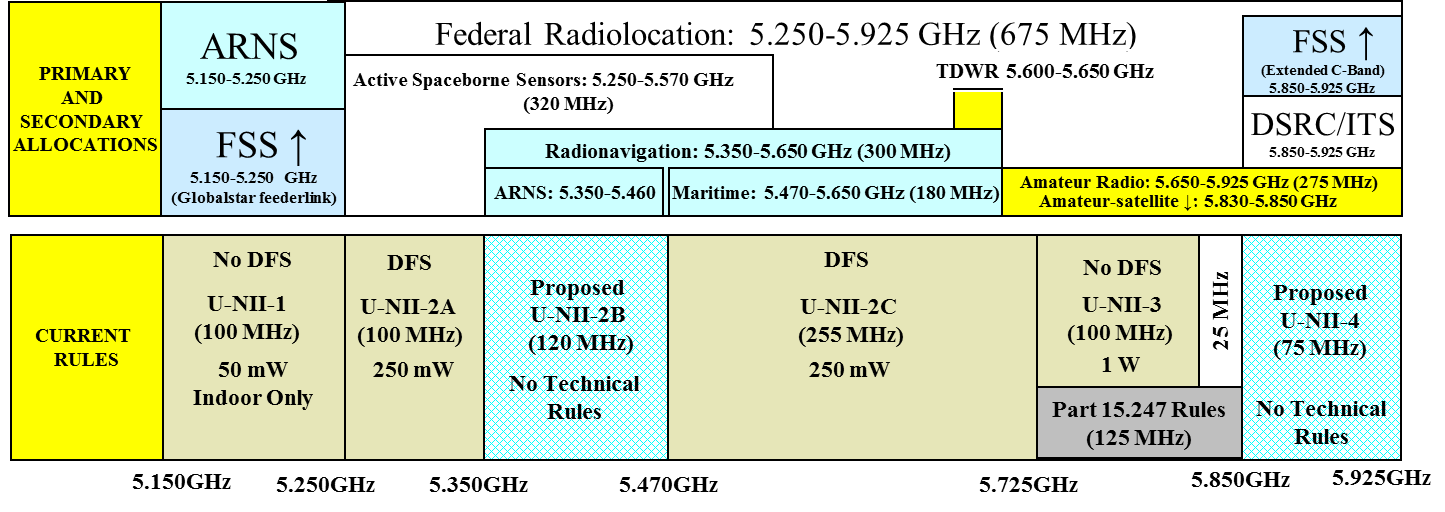 PRIMARY
AND
SECONDARY
ALLOCATIONS
ARNS
5.150-5.250 GHz
FSS ↑
5.150-5.250 GHz
(Globalstar feederlink)
Federal Radiolocation: 5.250-5.925 GHz (675 MHz)
Active Spaceborne Sensors: 5.250-5.570 GHz
(320 MHz)
TDWR 5.600-5.650 GHz
Radionavigation: 5.350-5.650 GHz (300 MHz)
ARNS: 5.350-5.460
Maritime: 5.470-5.650 GHz (180 MHz)
FSS ↑
(Extended C-Band)
5.850-5.925 GHz
DSRC/ITS
5.850-5.925 GHz
Amateur Radio: 5.650-5.925 GHz (275 MHz)
Amateur-satellite ↓: 5.830-5.850 GHz
CURRENT
RULES
No DFS
U-NII-1
(100 MHz)
50 mW
Indoor Only
DFS
U-NII-2A
(100 MHz)
250 mW
Proposed
U-NII-2B
(120 MHz)
No Technical
Rules
DFS
U-NII-2C
(255 MHz)
250 mW
No DFS
U-NII-3
(100 MHz)
1 W
25 MHz
Part 15.247 Rules
(125 MHz)
Proposed
U-NII-4
(75 MHz)
No Technical
Rules
5.150GHz
5.250GHz
5.350GHz
5.470GHz
5.725GHz
5.850GHz
5.925GHz